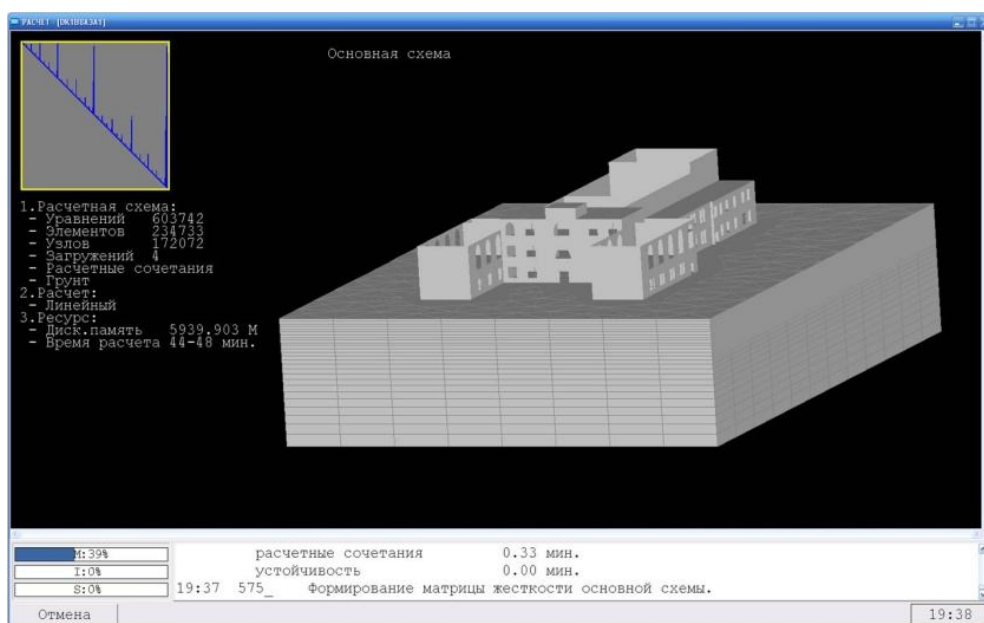 РАСЧЕТ - [DK1B8A3A1]
Основная схема
1.Расчетная схема:
- Уравнений 603742
- Элементов 234733
- Узлов 172072
- Загружений 4
- Расчетные сочетания
- Грунт
2.Расчет:
- Линейный
3.Ресурс:
- Диск.память 5939.903 М
- Время расчета 44-48 мин.
M:39%
I:0%
S:0%
расчетные сочетания 0.33 мин.
устойчивость 0.00 мин.
19:37 575_ Формирование матрицы жесткости основной схемы.
Отмена
19:38